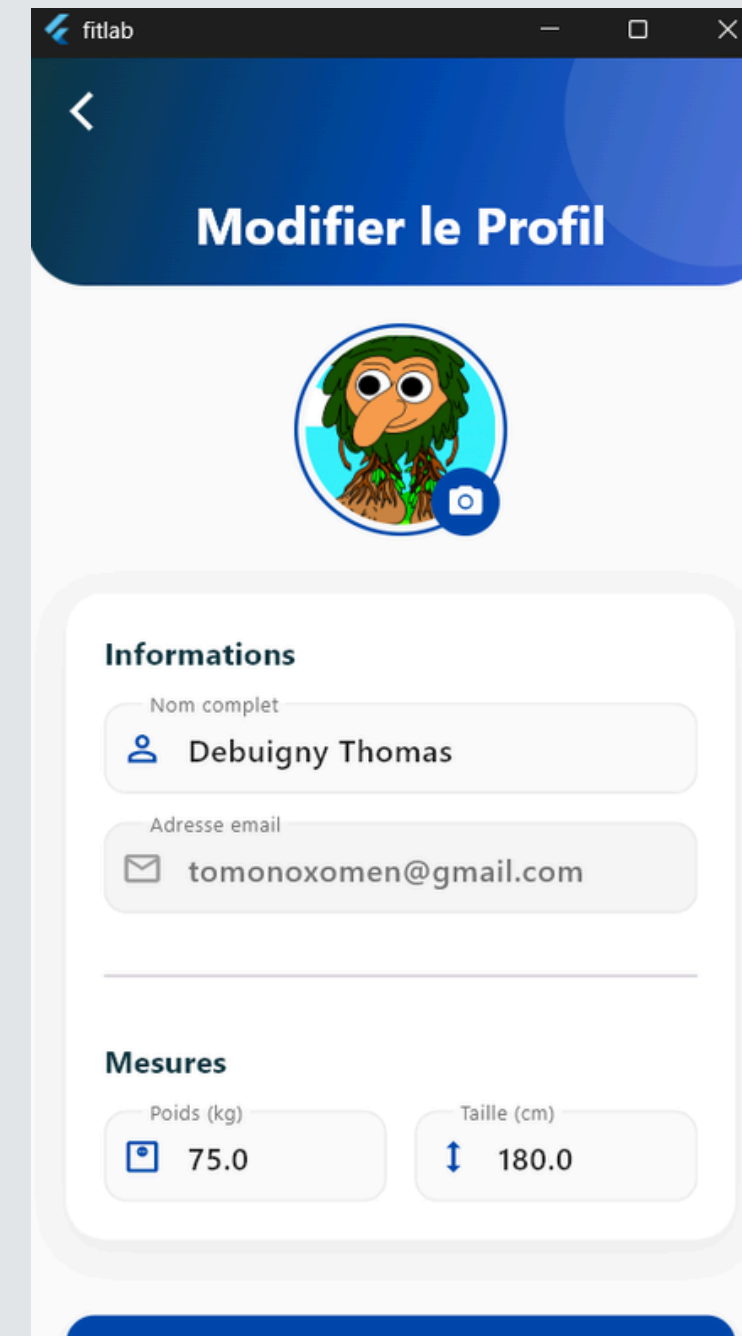 fitlab
Modifier le Profil
Informations
Nom complet
Debuigny Thomas
Adresse email
tomonoxomen@gmail.com
Mesures
Poids (kg)
75.0
Taille (cm)
180.0